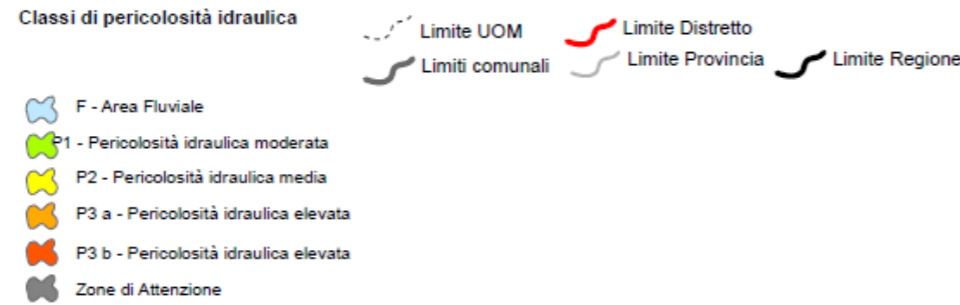 Classi di pericolosità idraulica
Limite UOM
Limite Distretto
Limiti comunali
Limite Provincia
Limite Regione
F - Area Fluviale
P1 - Pericolosità idraulica moderata
P2 - Pericolosità idraulica media
P3 a - Pericolosità idraulica elevata
P3 b - Pericolosità idraulica elevata
Zone di Attenzione